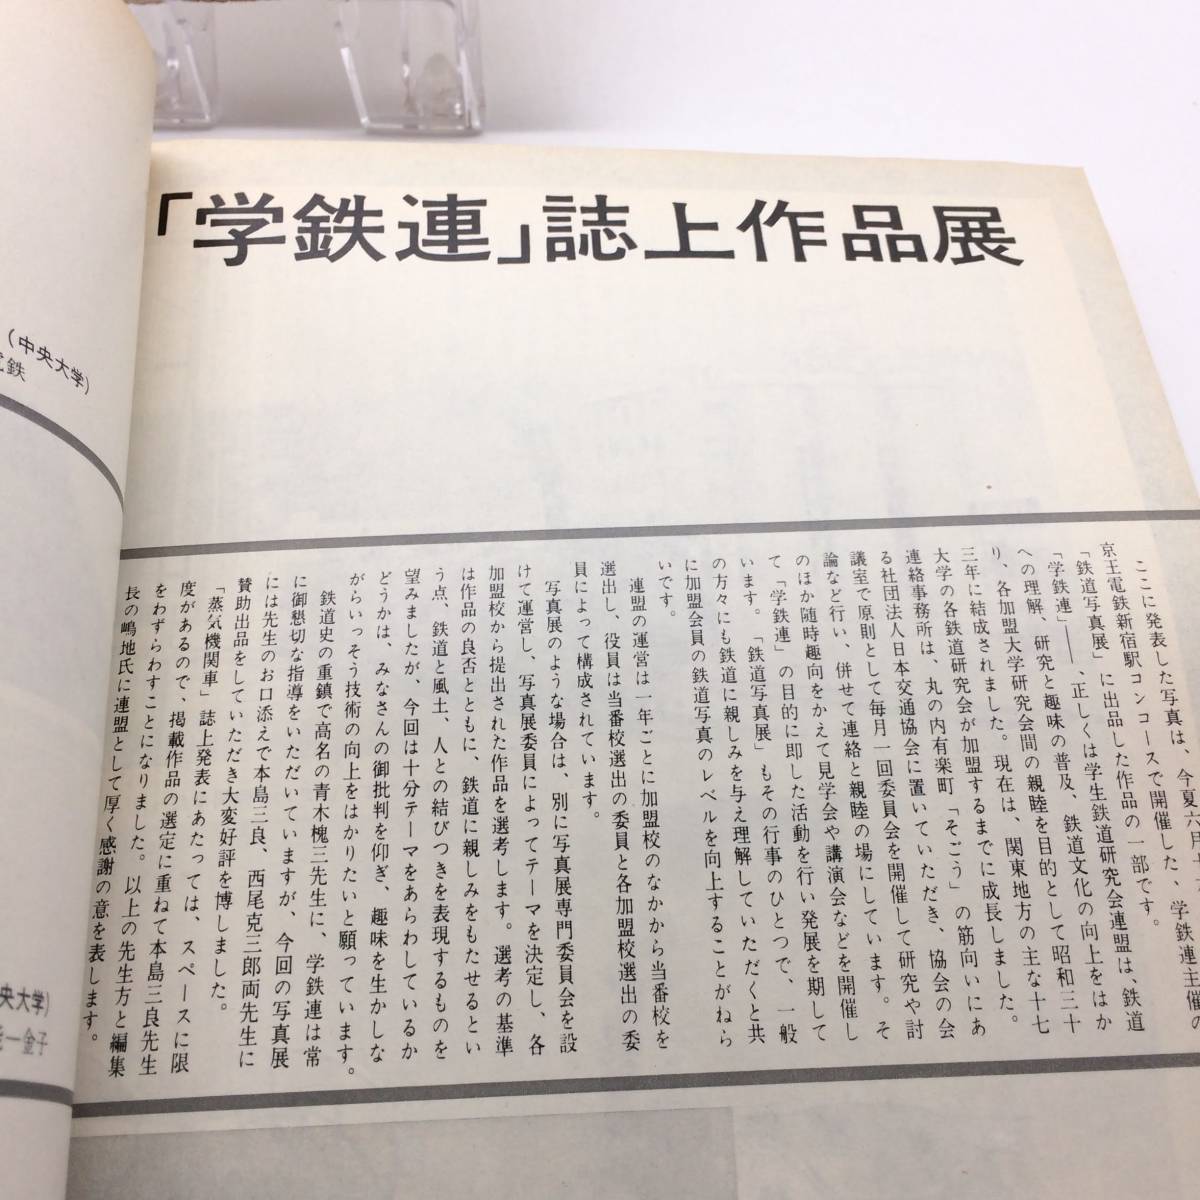 「学鉄連」誌上作品展
ここに発表した写真は、今夏六月
学鉄連主催の
京王電鉄新宿駅コンコースで開催した、
「鉄道写真展」に出品した作品の一部です。
「学鉄連」――、正しくは学生鉄道研究会連盟は、鉄道
への理解、研究と趣味の普及、鉄道文化の向上をはか
り、各加盟大学研究会間の親睦を目的として昭和三十
三年に結成されました。現在は、関東地方の主な十七
大学の各鉄道研究会が加盟するまでに成長しました。
連絡事務所は、丸の内有楽町「そごう」の筋向いにあ
る社団法人日本交通協会に置いていただき、協会の会
議室で原則として毎月一回委員会を開催して研究や討
論など行い、併せて連絡と親睦の場にしています。そ
のほか随時趣向をかえて見学会や講演会などを開催し
て「学鉄連」の目的に即した活動を行い発展を期して
います。「鉄道写真展」もその行事のひとつで、一般
の方々にも鉄道に親しみを与え理解していただくと共
に加盟会員の鉄道写真のレベルを向上することがねら
いです。
連盟の運営は一年ごとに加盟校のなかから当番校を
選出し、役員は当番校選出の委員と各加盟校選出の委
員によって構成されています。
写真展のような場合は、別に写真展専門委員会を設
けて運営し、写真展委員によってテーマを決定し、各
加盟校から提出された作品を選考します。選考の基準
は作品の良否とともに、鉄道に親しみをもたせるとい
う点、鉄道と風土、人との結びつきを表現するものを
望みましたが、今回は十分テーマをあらわしているか
どうかは、みなさんの御批判を仰ぎ、趣味を生かしな
がらいっそう技術の向上をはかりたいと願っています。
鉄道史の重鎮で高名の青木槐三先生に、学鉄連は常
に御懇切な指導をいただいていますが、今回の写真展
には先生のお口添えで本島三良、西尾克三郎両先生に
賛助出品をしていただき大変好評を博しました。
「蒸気機関車」誌上発表にあたっては、スペースに限
度があるので、掲載作品の選定に重ねて本島三良先生
をわずらわすことになりました。以上の先生方と編集
長の嶋地氏に連盟として厚く感謝の意を表します。
(中央大学)
鉄
央大学)
一金子